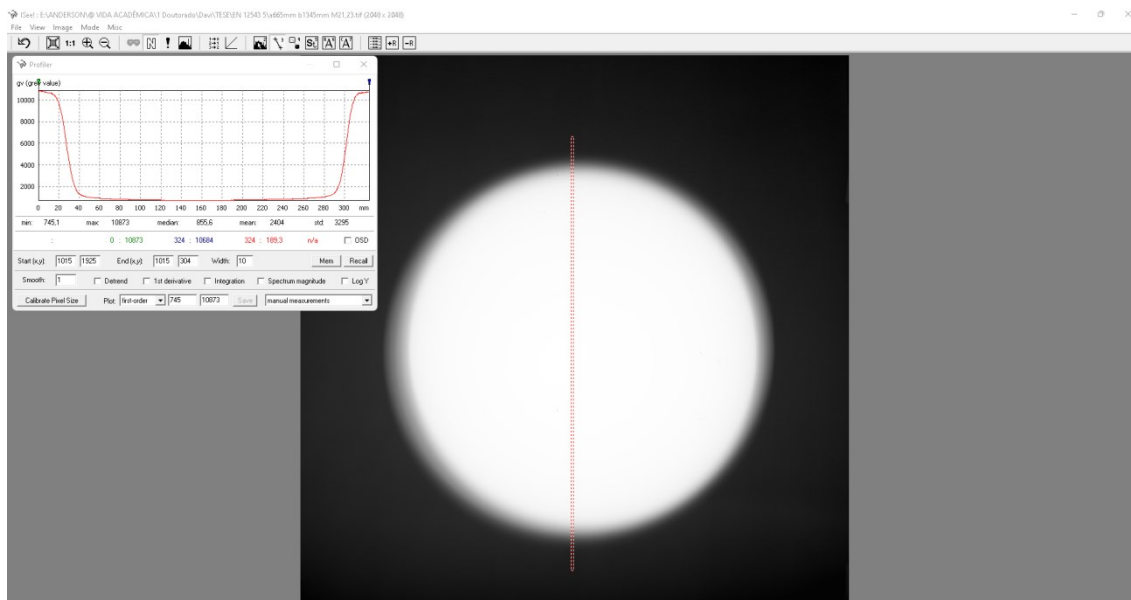 ISee! : E:\ANDERSON\@ VIDA ACADÊMICA\1 Doutorado\Davi\TESE\EN 12543 5\a665mm b1345mm M21,23.tif (2048 x 2048)
File View Image Mode Misc
1:1
Profiler
gv (grey value)
10000
8000
6000
4000
2000
0 20 40 60 80 100 120 140 160 180 200 220 240 260 280 300 mm
min: 745,1 max: 10873 median: 855,6 mean: 2404 std: 3295
: 0 : 10873 324 : 10684 324 : 189,3 n/a OSD
Start (x,y): 1015 1925 End (x,y): 1015 304 Width: 10 Mem Recall
Smooth: 1 Detrend 1st derivative Integration Spectrum magnitude Log Y
Calibrate Pixel Size Plot: first-order 745 10873 Save manual measurements